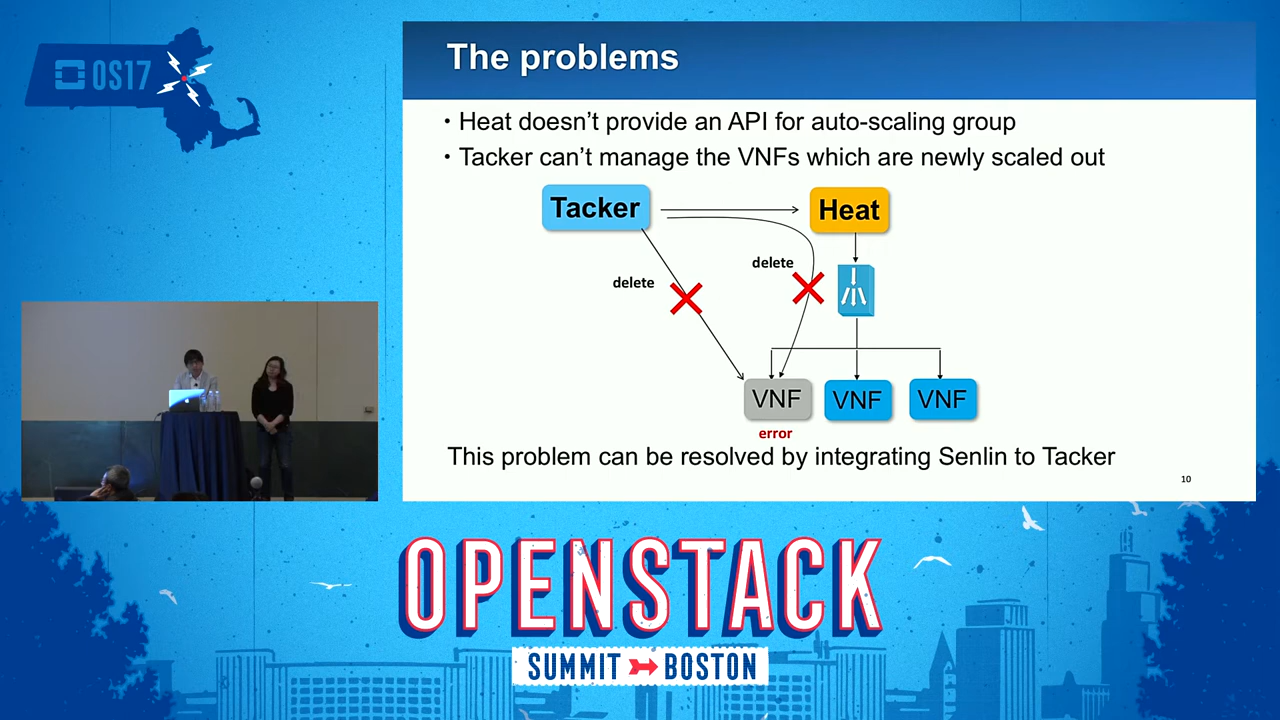 OS17
The problems
• Heat doesn’t provide an API for auto-scaling group
• Tacker can’t manage the VNFs which are newly scaled out
Tacker
Heat
delete
delete
VNF
VNF
VNF
error
This problem can be resolved by integrating Senlin to Tacker
10
OPENSTACK
SUMMIT BOSTON